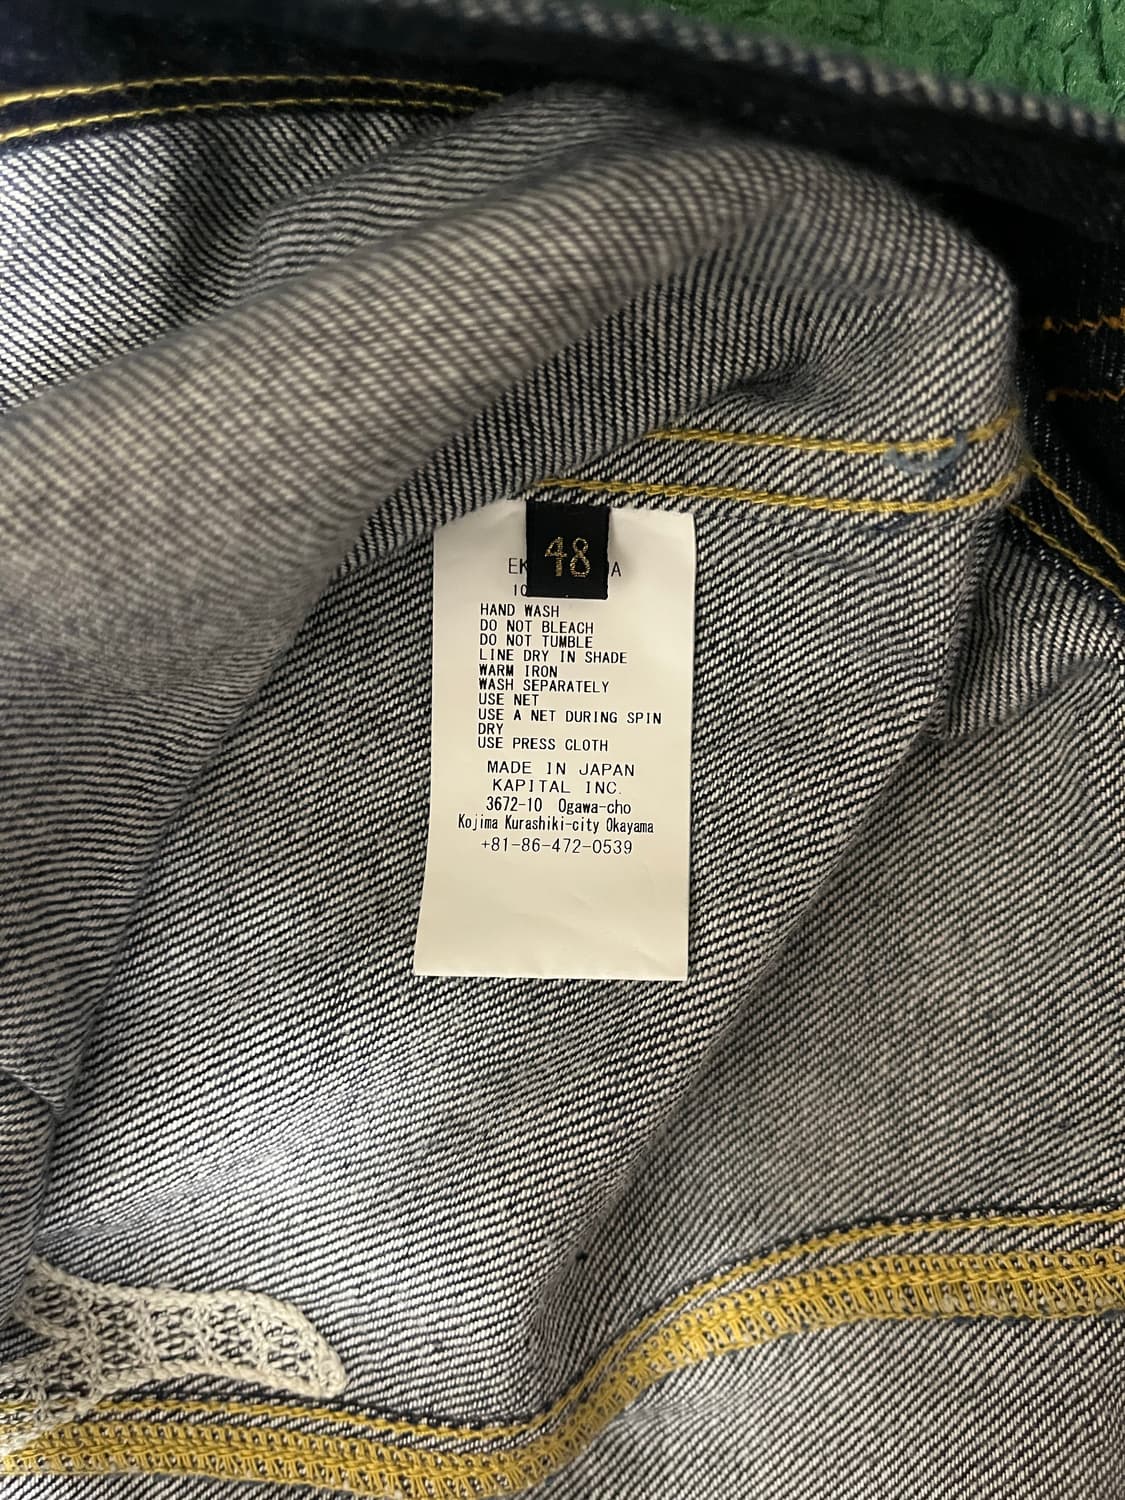 48
HAND WASH
DO NOT BLEACH
DO NOT TUMBLE
LINE DRY IN SHADE
WARM IRON
WASH SEPARATELY
USE NET
USE A NET DURING SPIN
DRY
USE PRESS CLOTH
MADE IN JAPAN
KAPITAL INC.
3672-10 Ogawa-cho
Kojima Kurashiki-city Okayama
+81-86-472-0539